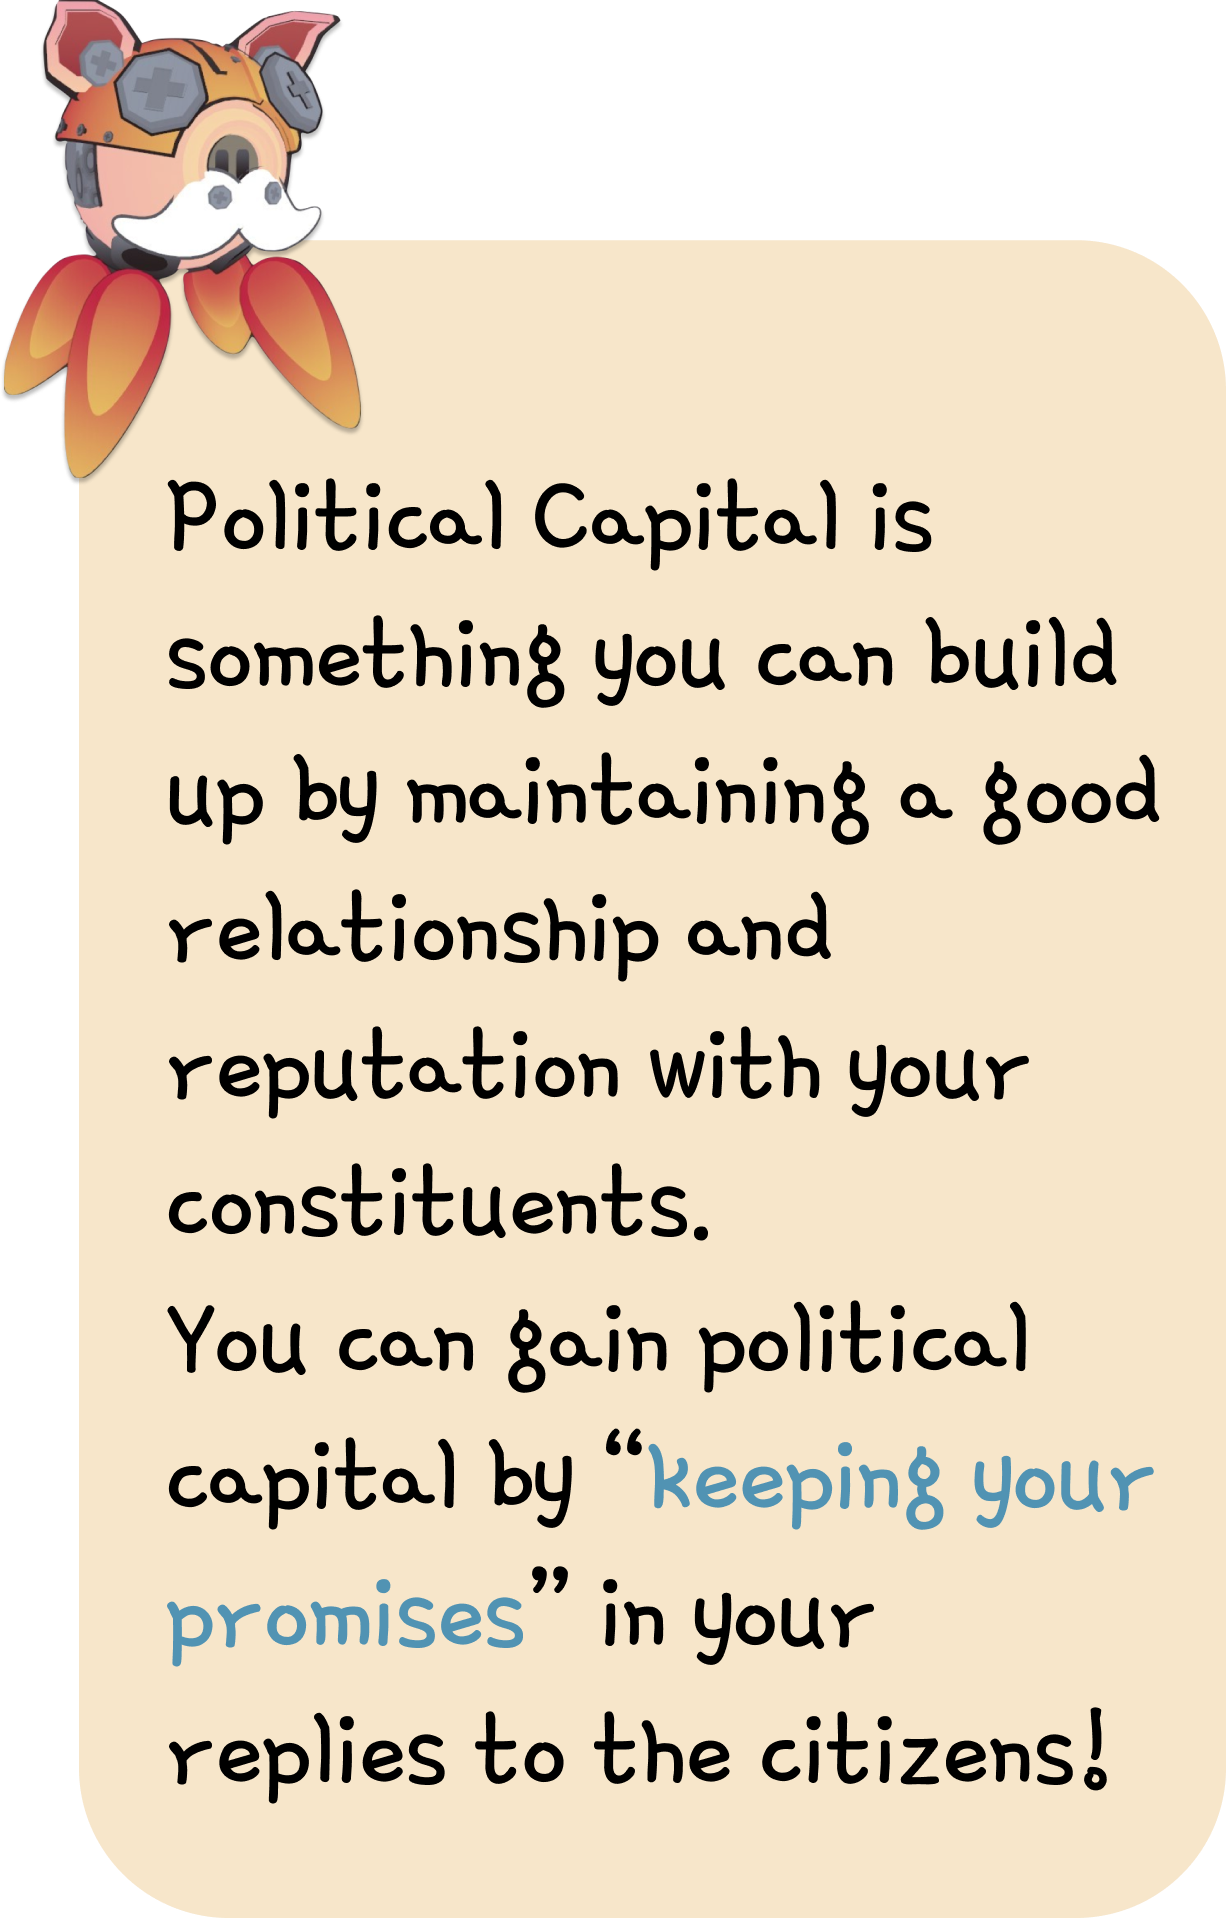 Political Capital is
something you can build
up by maintaining a good
relationship and
reputation with your
constituents.
You can gain political
capital by “keeping your
promises” in your
replies to the citizens!